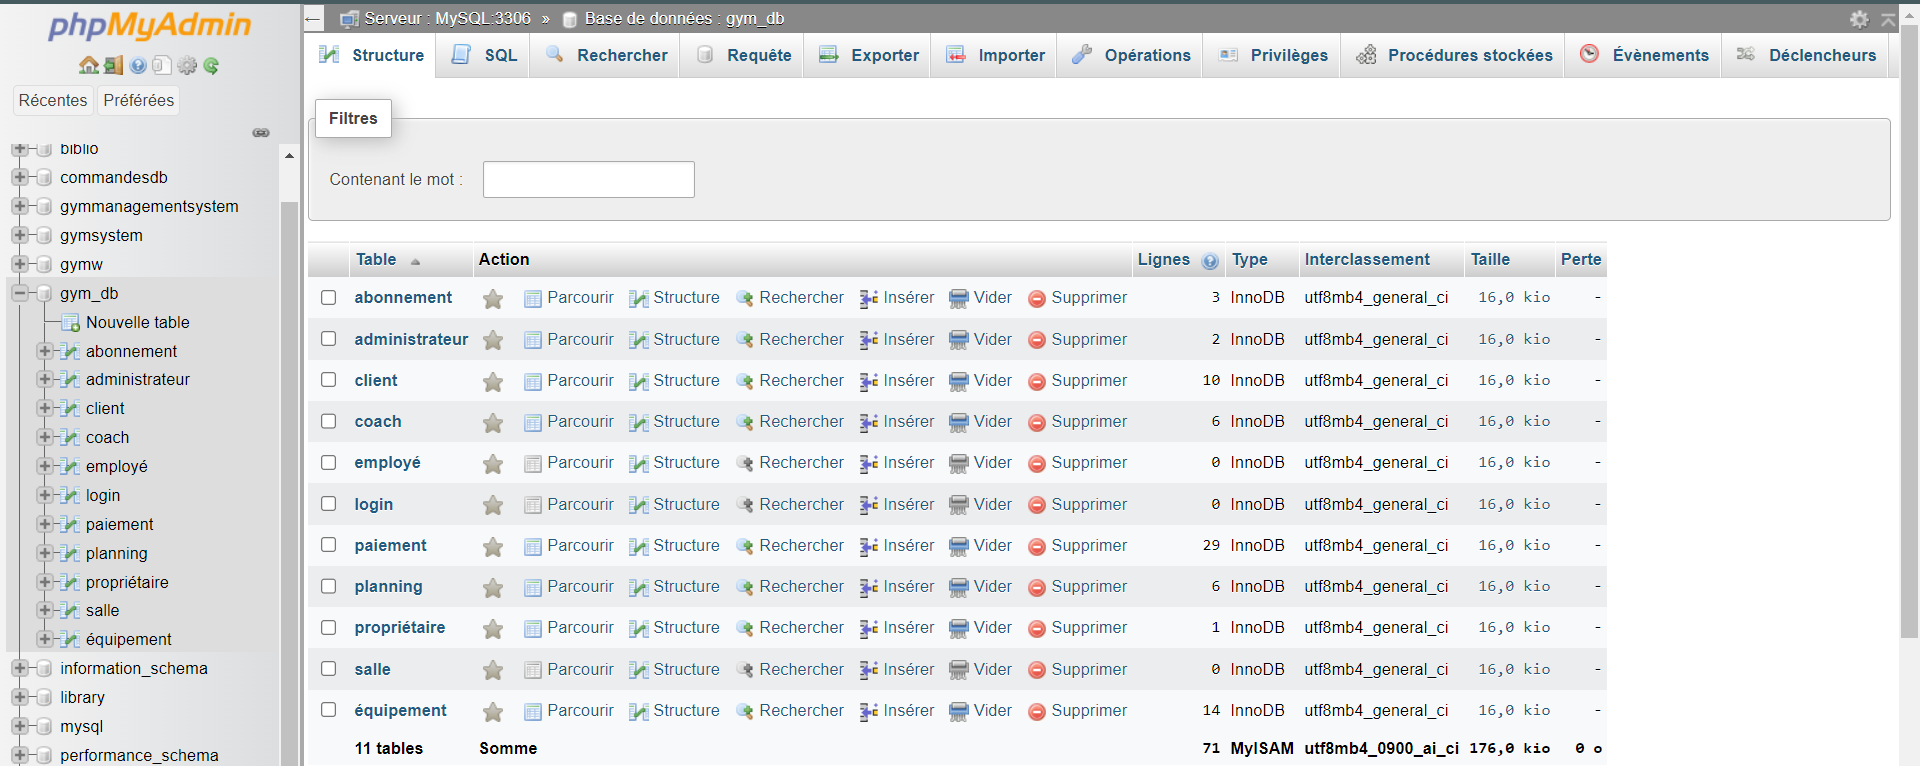 phpMyAdmin
Récentes Préférées
biblio
commandesdb
gymmanagementsystem
gymsystem
gymw
gym_db
Nouvelle table
abonnement
administrateur
client
coach
employé
login
paiement
planning
propriétaire
salle
équipement
information_schema
library
mysql
performance_schema
Serveur : MySQL:3306 » Base de données : gym_db
Structure SQL Rechercher Requête Exporter Importer Opérations Privilèges Procédures stockées Évènements Déclencheurs
Filtres
Contenant le mot :
Table Action Lignes Type Interclassement Taille Perte
abonnement Parcourir Structure Rechercher Insérer Vider Supprimer 3 InnoDB utf8mb4_general_ci 16,0 kio -
administrateur Parcourir Structure Rechercher Insérer Vider Supprimer 2 InnoDB utf8mb4_general_ci 16,0 kio -
client Parcourir Structure Rechercher Insérer Vider Supprimer 10 InnoDB utf8mb4_general_ci 16,0 kio -
coach Parcourir Structure Rechercher Insérer Vider Supprimer 6 InnoDB utf8mb4_general_ci 16,0 kio -
employé Parcourir Structure Rechercher Insérer Vider Supprimer 0 InnoDB utf8mb4_general_ci 16,0 kio -
login Parcourir Structure Rechercher Insérer Vider Supprimer 0 InnoDB utf8mb4_general_ci 16,0 kio -
paiement Parcourir Structure Rechercher Insérer Vider Supprimer 29 InnoDB utf8mb4_general_ci 16,0 kio -
planning Parcourir Structure Rechercher Insérer Vider Supprimer 6 InnoDB utf8mb4_general_ci 16,0 kio -
propriétaire Parcourir Structure Rechercher Insérer Vider Supprimer 1 InnoDB utf8mb4_general_ci 16,0 kio -
salle Parcourir Structure Rechercher Insérer Vider Supprimer 0 InnoDB utf8mb4_general_ci 16,0 kio -
équipement Parcourir Structure Rechercher Insérer Vider Supprimer 14 InnoDB utf8mb4_general_ci 16,0 kio -
11 tables Somme 71 MyISAM utf8mb4_0900_ai_ci 176,0 kio 0 o